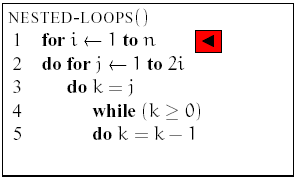 NESTED-LOOPS()
1 for i ← 1 to n
2 do for j ← 1 to 2i
3 do k = j
4 while (k ≥ 0)
5 do k = k − 1